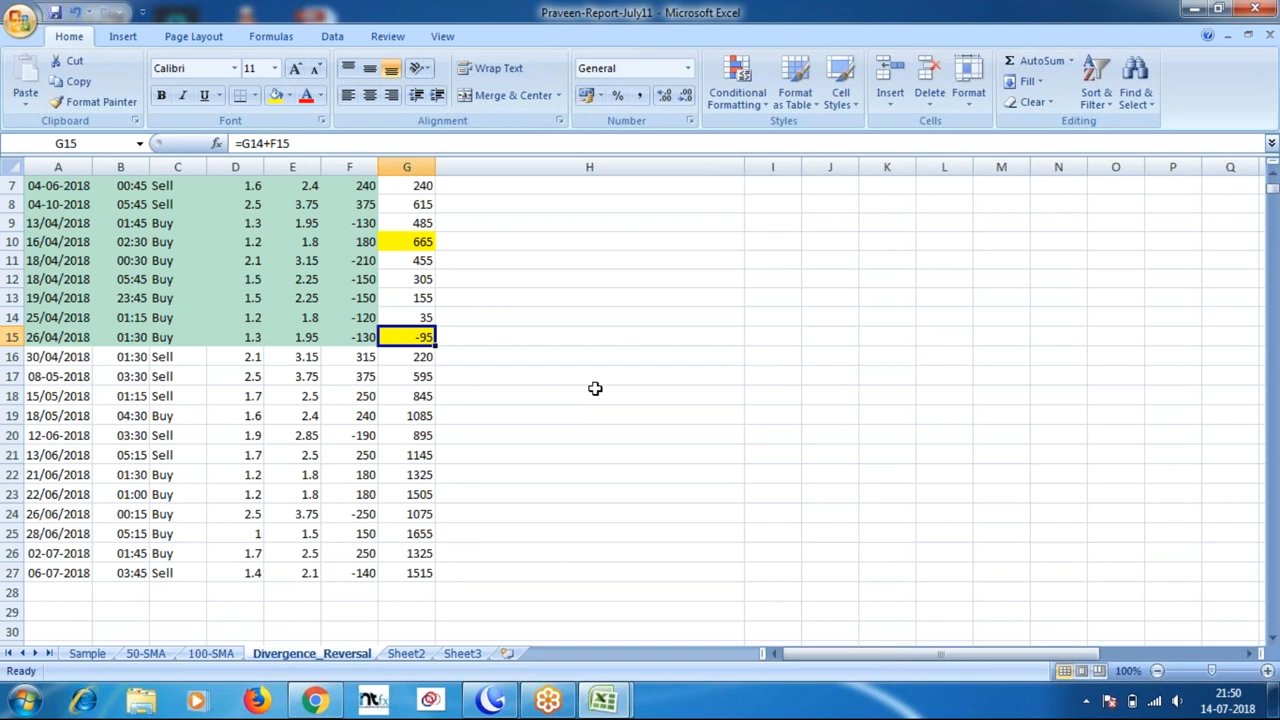 Praveen-Report-July11 - Microsoft Excel
Home Insert Page Layout Formulas Data Review View
Paste Cut Copy Format Painter
Calibri 11
B I U A A A
Wrap Text
Merge & Center
General
% ,
Conditional Formatting Format as Table Cell Styles
Insert Delete Format
Σ AutoSum Fill Clear Sort & Filter Find & Select
Clipboard Font Alignment Number Styles Cells Editing
G15 fx =G14+F15
A B C D E F G H I J K L M N O P Q
7 04-06-2018 00:45 Sell 1.6 2.4 240 240
8 04-10-2018 05:45 Sell 2.5 3.75 375 615
9 13/04/2018 01:45 Buy 1.3 1.95 -130 485
10 16/04/2018 02:30 Buy 1.2 1.8 180 665
11 18/04/2018 00:30 Buy 2.1 3.15 -210 455
12 18/04/2018 05:45 Buy 1.5 2.25 -150 305
13 19/04/2018 23:45 Buy 1.5 2.25 -150 155
14 25/04/2018 01:15 Buy 1.2 1.8 -120 35
15 26/04/2018 01:30 Buy 1.3 1.95 -130 -95
16 30/04/2018 01:30 Sell 2.1 3.15 315 220
17 08-05-2018 03:30 Sell 2.5 3.75 375 595
18 15/05/2018 01:15 Sell 1.7 2.5 250 845
19 18/05/2018 04:30 Buy 1.6 2.4 240 1085
20 12-06-2018 03:30 Sell 1.9 2.85 -190 895
21 13/06/2018 05:15 Sell 1.7 2.5 250 1145
22 21/06/2018 01:30 Buy 1.2 1.8 180 1325
23 22/06/2018 01:00 Buy 1.2 1.8 180 1505
24 26/06/2018 00:15 Buy 2.5 3.75 -250 1075
25 28/06/2018 05:15 Buy 1 1.5 150 1655
26 02-07-2018 01:45 Buy 1.7 2.5 250 1325
27 06-07-2018 03:45 Sell 1.4 2.1 -140 1515
28
29
30
Sample 50-SMA 100-SMA Divergence_Reversal Sheet2 Sheet3
Ready 100%
ntfx
21:50
14-07-2018